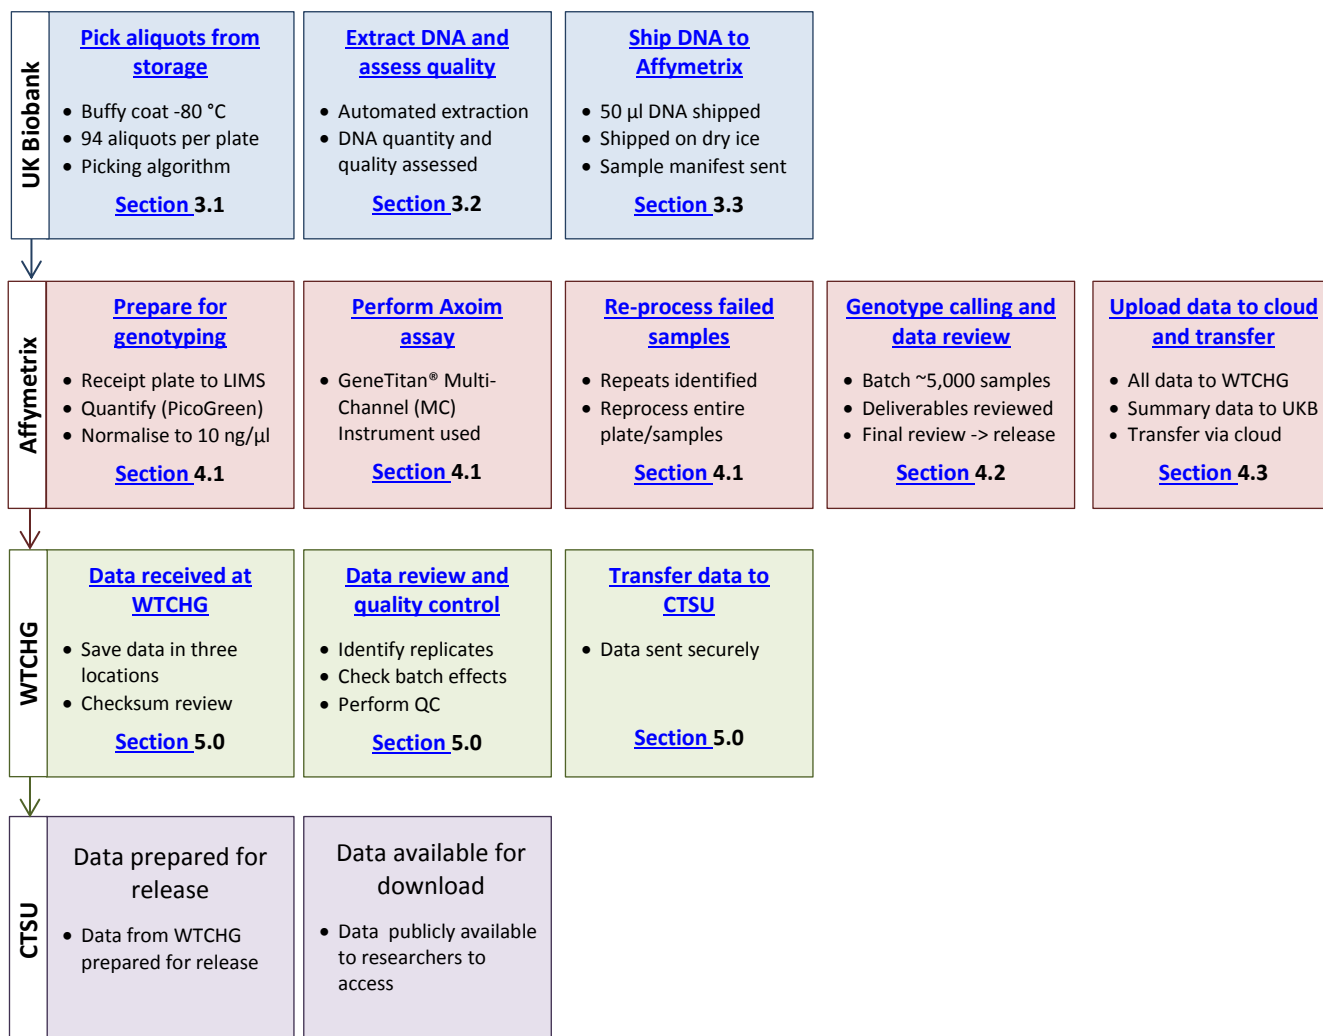 UK Biobank
Pick aliquots from
storage
• Buffy coat -80 °C
• 94 aliquots per plate
• Picking algorithm
Section 3.1
Extract DNA and
assess quality
• Automated extraction
• DNA quantity and
quality assessed
Section 3.2
Ship DNA to
Affymetrix
• 50 µl DNA shipped
• Shipped on dry ice
• Sample manifest sent
Section 3.3
Affymetrix
Prepare for
genotyping
• Receipt plate to LIMS
• Quantify (PicoGreen)
• Normalise to 10 ng/µl
Section 4.1
Perform Axoim
assay
• GeneTitan® Multi-
Channel (MC)
Instrument used
Section 4.1
Re-process failed
samples
• Repeats identified
• Reprocess entire
plate/samples
Section 4.1
Genotype calling and
data review
• Batch ~5,000 samples
• Deliverables reviewed
• Final review -> release
Section 4.2
Upload data to cloud
and transfer
• All data to WTCHG
• Summary data to UKB
• Transfer via cloud
Section 4.3
WTCHG
Data received at
WTCHG
• Save data in three
locations
• Checksum review
Section 5.0
Data review and
quality control
• Identify replicates
• Check batch effects
• Perform QC
Section 5.0
Transfer data to
CTSU
• Data sent securely
Section 5.0
CTSU
Data prepared for
release
• Data from WTCHG
prepared for release
Data available for
download
• Data publicly available
to researchers to
access